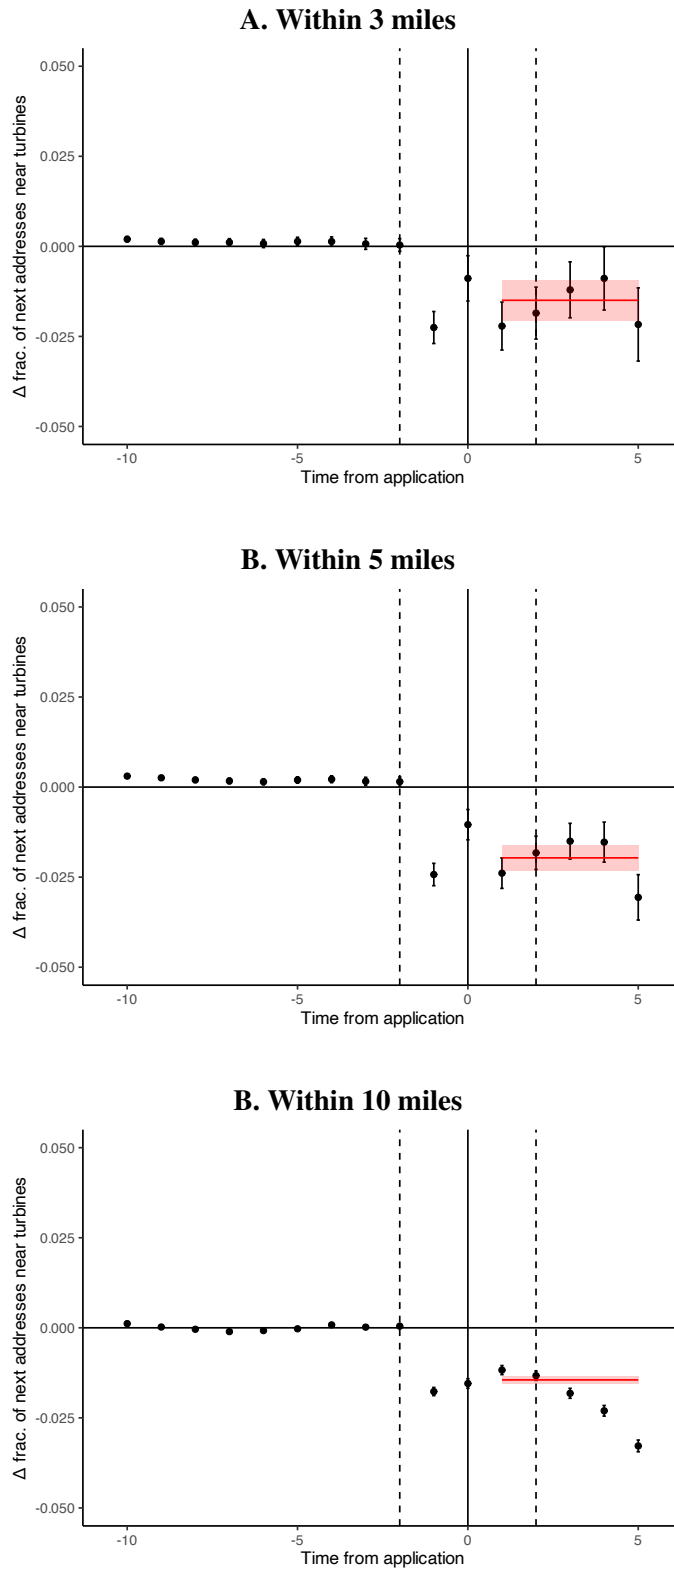 A. Within 3 miles
0.050
0.025
0.000
-0.025
-0.050
Δ frac. of next addresses near turbines
-10 -5 0 5
Time from application
B. Within 5 miles
0.050
0.025
0.000
-0.025
-0.050
Δ frac. of next addresses near turbines
-10 -5 0 5
Time from application
B. Within 10 miles
0.050
0.025
0.000
-0.025
-0.050
Δ frac. of next addresses near turbines
-10 -5 0 5
Time from application